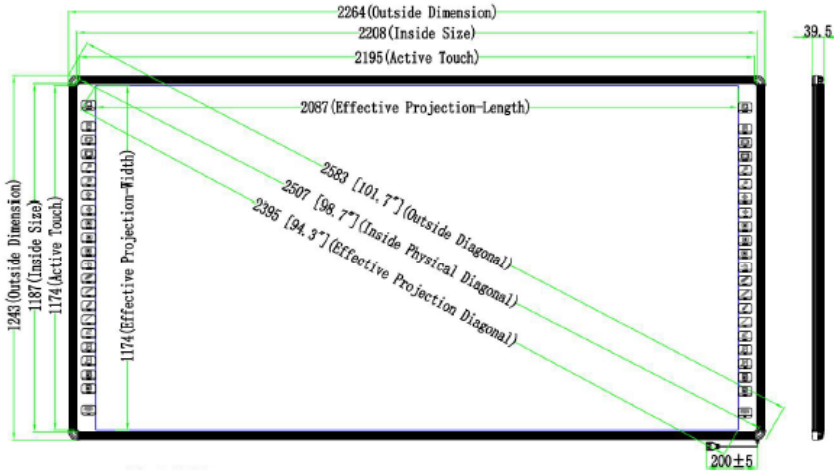 2264(Outside Dimension)
2208(Inside Size)
39.5
2195(Active Touch)
2087(Effective Projection-Length)
2583 [101.7"](Outside Diagonal)
2507 [98.7"](Inside Physical Diagonal)
2395 [94.3"](Effective Projection Diagonal)
1243(Outside Dimension)
1187(Inside Size)
1174(Active Touch)
1174(Effective Projection-Width)
200±5